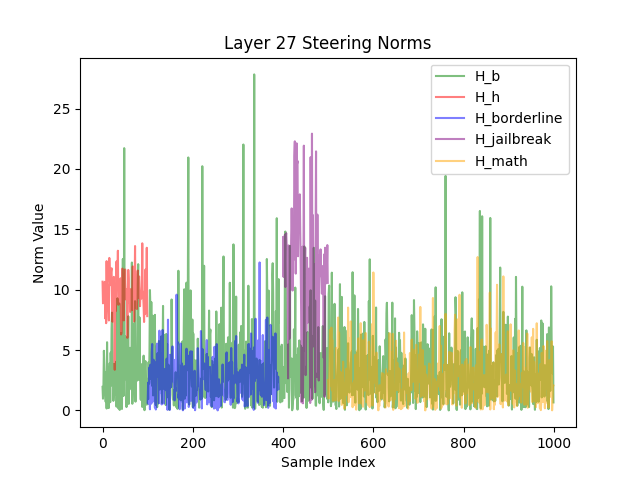 Layer 27 Steering Norms
H_b
H_h
H_borderline
H_jailbreak
H_math
Norm Value
25
20
15
10
5
0
0 200 400 600 800 1000
Sample Index